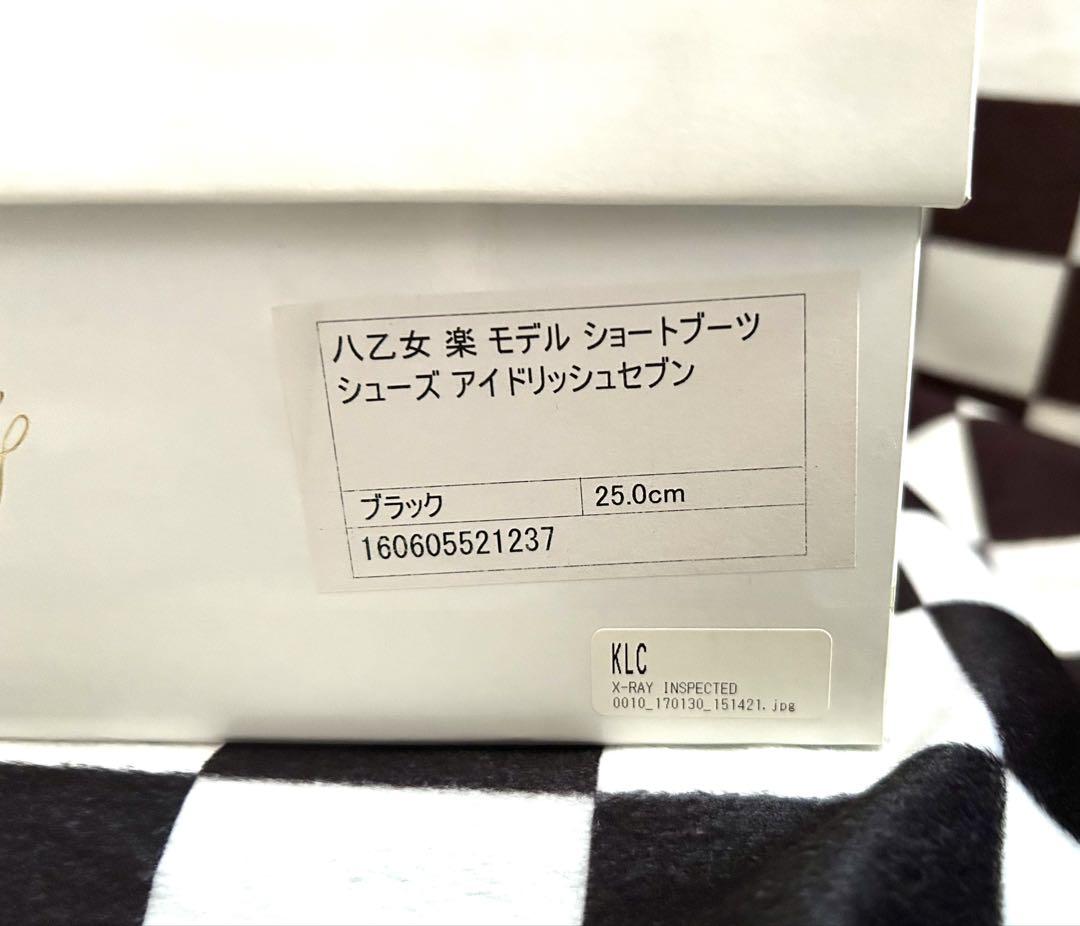 八乙女 楽 モデル ショートブーツ
シューズ アイドリッシュセブン
ブラック
25.0cm
160605521237
KLC
X-RAY INSPECTED
0010_170130_151421.jpg